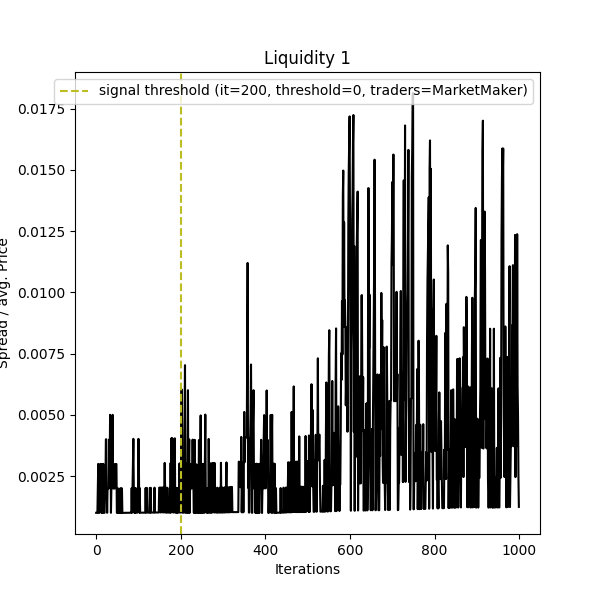 Liquidity 1
signal threshold (it=200, threshold=0, traders=MarketMaker)
0.0175
0.0150
0.0125
0.0100
0.0075
0.0050
0.0025
Spread / avg. Price
0 200 400 600 800 1000
Iterations